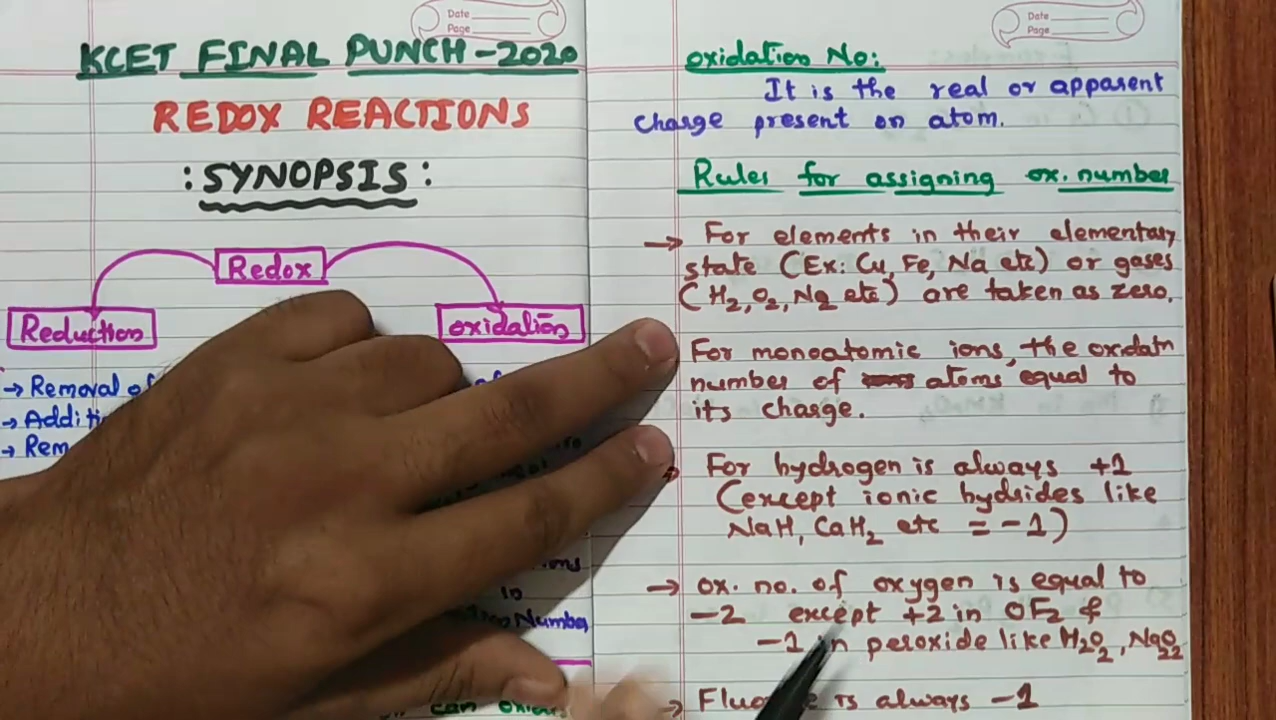 Date
Page
KCET FINAL PUNCH-2020
REDOX REACTIONS
:SYNOPSIS:
Redox
Reduction
oxidation
→ Removal of
→
→
Number
can
Date
Page
oxidation No:
It is the real or apparent
charge present on atom.
Rules for assigning ox. number
→ For elements in their elementary
state (Ex: Cu, Fe, Na etc) or gases
(H2, O2, N2 etc) are taken as zero.
For monoatomic ions, the oxidatn
number of atoms equal to
its charge.
For hydrogen is always +1
(except ionic hydrides like
NaH, CaH2 etc = -1)
→ ox. no. of oxygen is equal to
-2 except +2 in OF2 &
-1 in peroxide like H2O2, Na2O2
→ is always -1